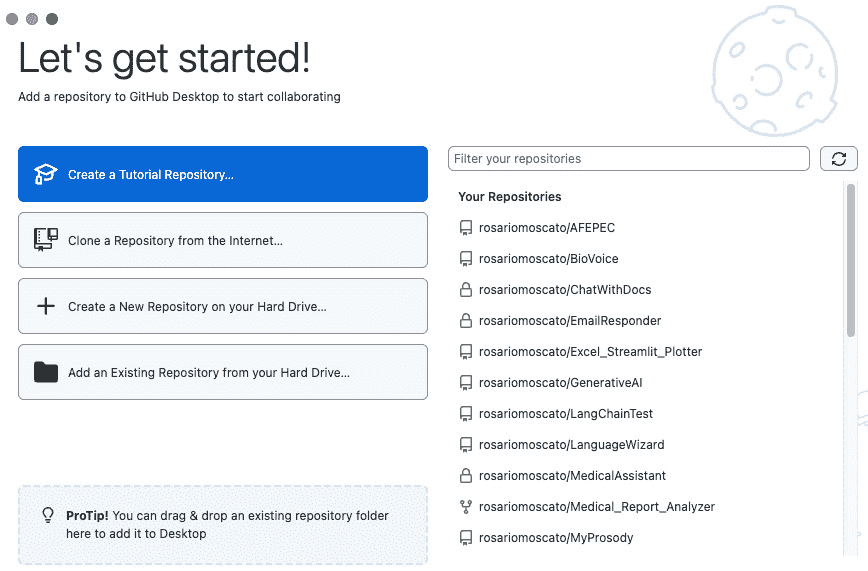 Let's get started!
Add a repository to GitHub Desktop to start collaborating
Create a Tutorial Repository...
Clone a Repository from the Internet...
Create a New Repository on your Hard Drive...
Add an Existing Repository from your Hard Drive...
ProTip! You can drag & drop an existing repository folder
here to add it to Desktop
Filter your repositories
Your Repositories
rosariomoscato/AFEPEC
rosariomoscato/BioVoice
rosariomoscato/ChatWithDocs
rosariomoscato/EmailResponder
rosariomoscato/Excel_Streamlit_Plotter
rosariomoscato/GenerativeAI
rosariomoscato/LangChainTest
rosariomoscato/LanguageWizard
rosariomoscato/MedicalAssistant
rosariomoscato/Medical_Report_Analyzer
rosariomoscato/MyProsody